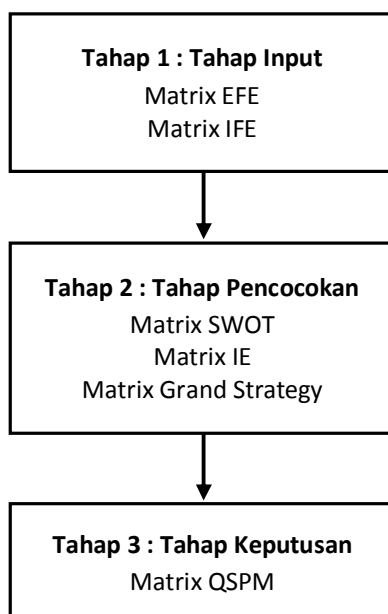 Tahap 1 : Tahap Input
Matrix EFE
Matrix IFE
Tahap 2 : Tahap Pencocokan
Matrix SWOT
Matrix IE
Matrix Grand Strategy
Tahap 3 : Tahap Keputusan
Matrix QSPM